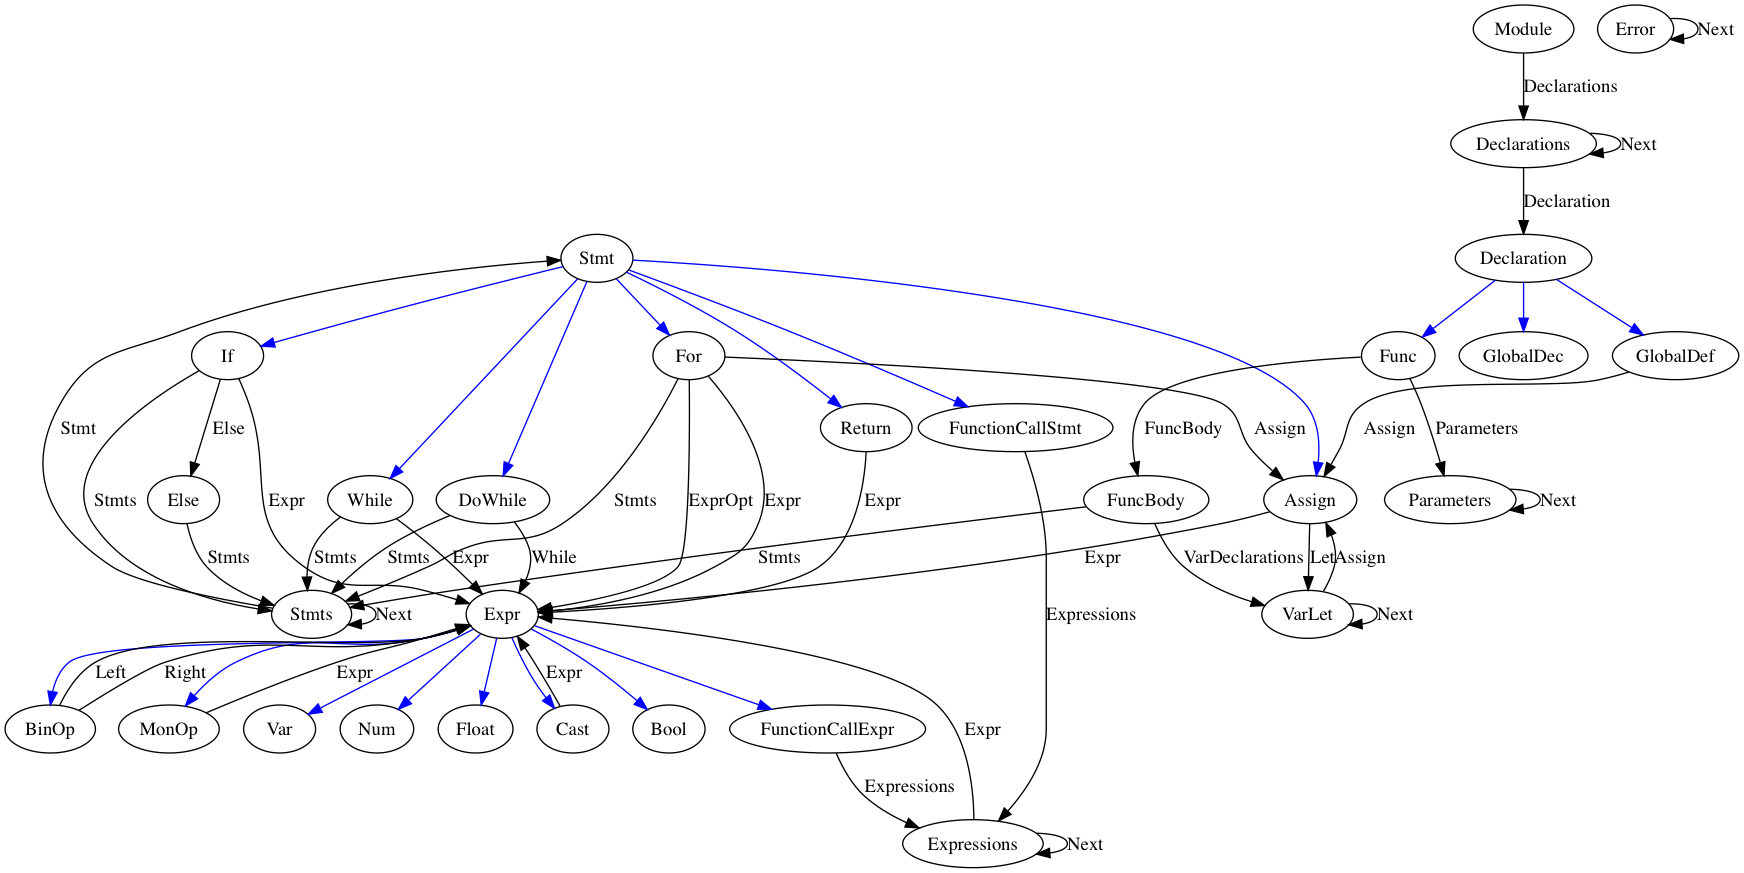 Module
Error
Next
Declarations
Declarations
Next
Declaration
Stmt
Declaration
If
For
Func
GlobalDec
GlobalDef
Stmt
Else
Return
FunctionCallStmt
FuncBody
Assign
Assign
Parameters
Stmts
Else
Expr
While
DoWhile
Stmts
ExprOpt
Expr
Expr
FuncBody
Assign
Parameters
Next
Stmts
Stmts
Stmts
Expr
While
Stmts
Expr
VarDeclarations
Let
Assign
Stmts
Next
Expr
Expressions
VarLet
Next
Left
Right
Expr
Expr
BinOp
MonOp
Var
Num
Float
Cast
Bool
FunctionCallExpr
Expr
Expressions
Expressions
Next